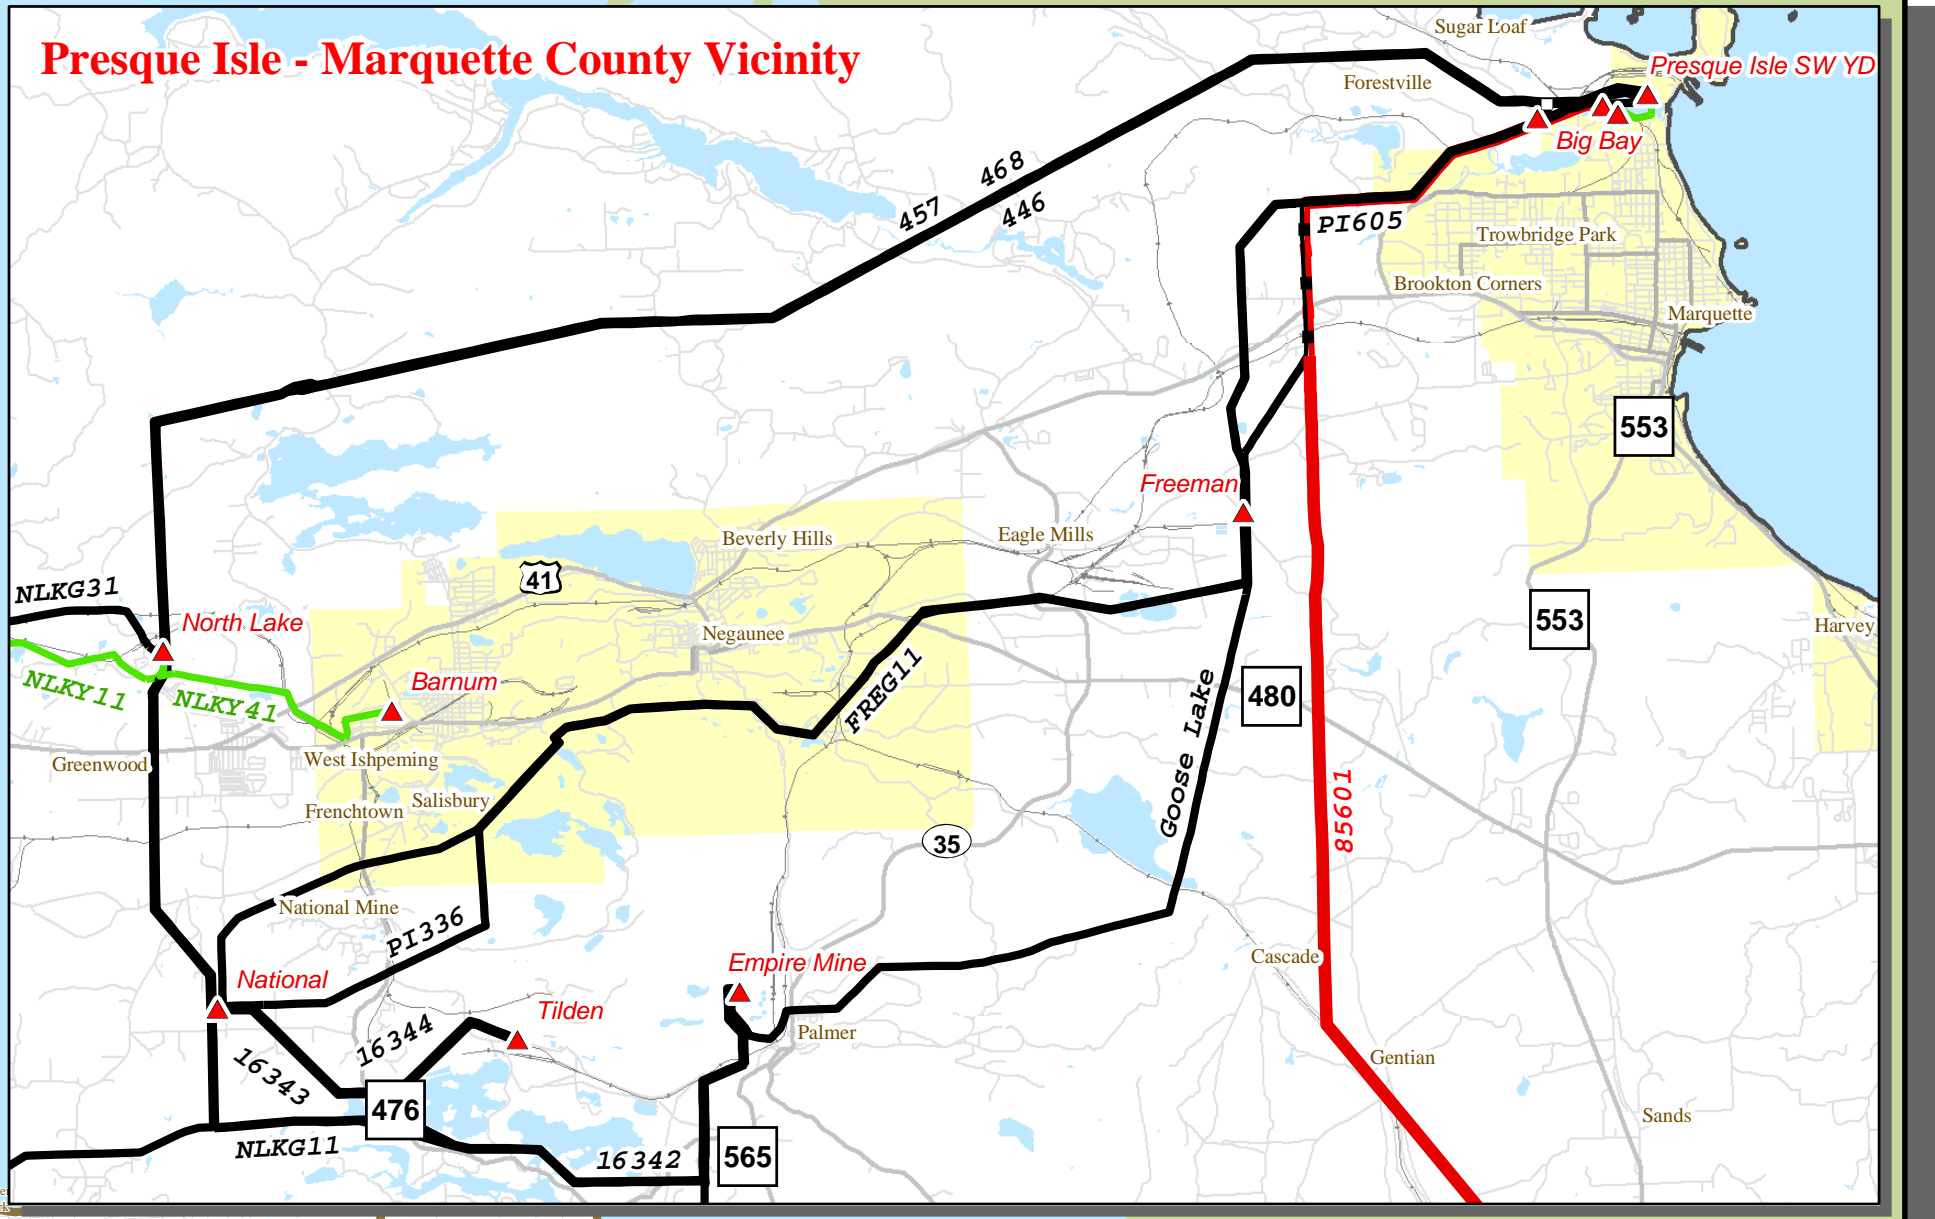 Presque Isle - Marquette County Vicinity
Sugar Loaf
Presque Isle SW YD
Forestville
Big Bay
468
457
446
PI605
Trowbridge Park
Brookton Corners
Marquette
553
Freeman
Beverly Hills
Eagle Mills
41
NLKG31
North Lake
Negaunee
553
Harvey
NLKY11
NLKY41
Barnum
FREG11
Goose Lake
480
Greenwood
West Ishpeming
Frenchtown
Salisbury
85601
35
National Mine
PI336
Cascade
National
Empire Mine
Tilden
16344
Palmer
Gentian
16343
476
Sands
NLKG11
16342
565